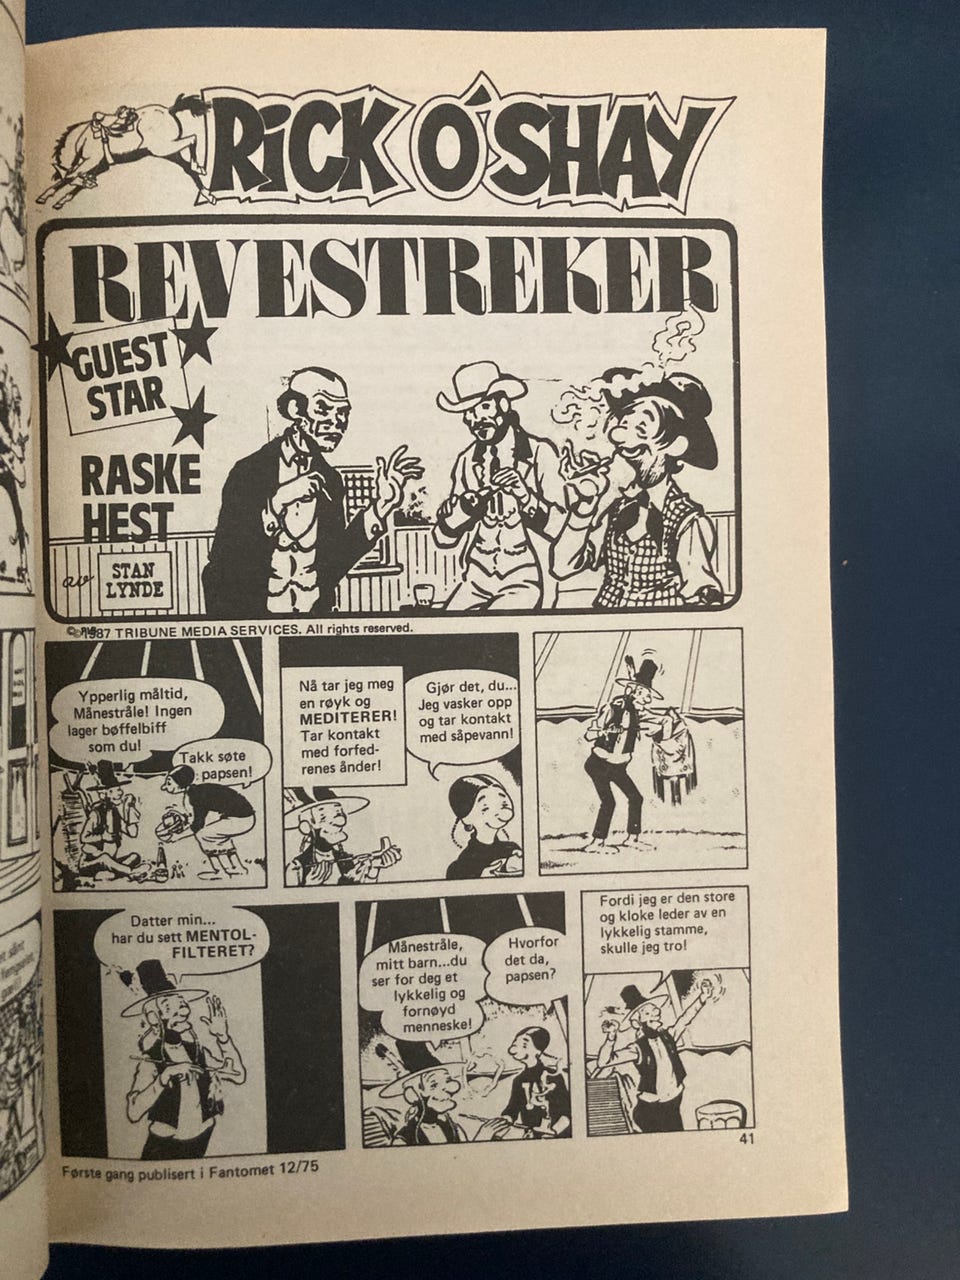 RiCK O'SHAY
REVESTREKER
GUEST
STAR
RASKE
HEST
av
STAN
LYNDE
1987 TRIBUNE MEDIA SERVICES. All rights reserved.
Ypperlig måltid,
Månestråle! Ingen
lager bøffelbiff
som du!
Takk søte
papsen!
Nå tar jeg meg
en røyk og
MEDITERER!
Tar kontakt
med forfed-
renes ånder!
Gjør det, du...
Jeg vasker opp
og tar kontakt
med såpevann!
Datter min...
har du sett MENTOL-
FILTERET?
Månestråle,
mitt barn...du
ser for deg et
lykkelig og
fornøyd
menneske!
Hvorfor
det da,
papsen?
Fordi jeg er den store
og kloke leder av en
lykkelig stamme,
skulle jeg tro!
41
Første gang publisert i Fantomet 12/75